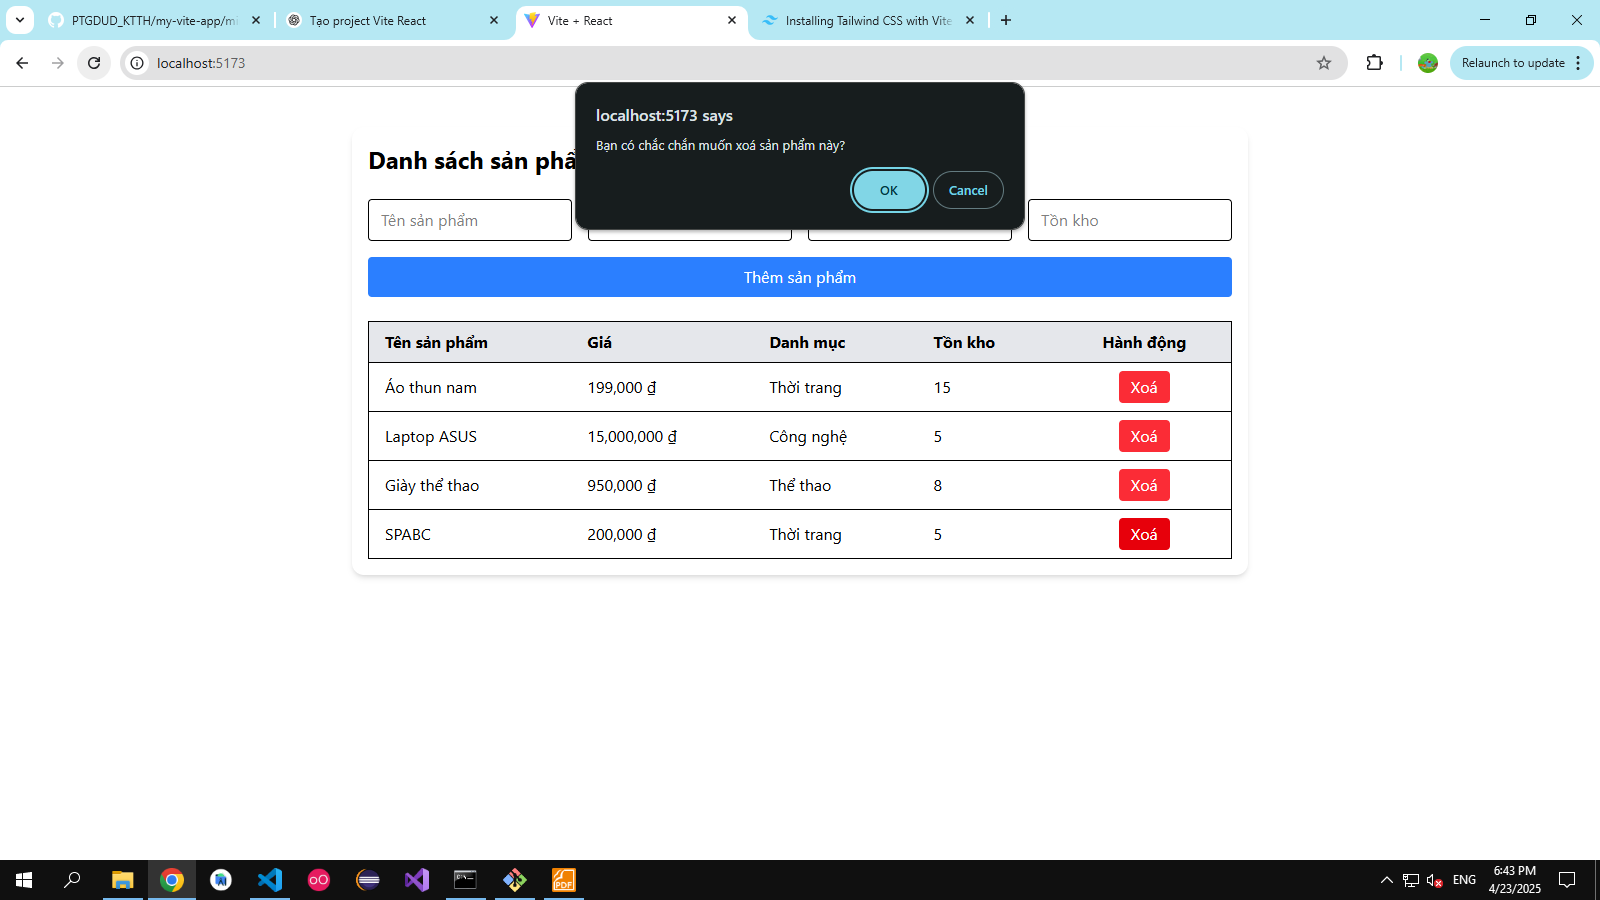 PTGDUD_KTTH/my-vite-app/mi
Tạo project Vite React
Vite + React
Installing Tailwind CSS with Vite
localhost:5173
Relaunch to update
localhost:5173 says
Bạn có chắc chắn muốn xoá sản phẩm này?
OK
Cancel
Danh sách sản phẩ
Tên sản phẩm
Tồn kho
Thêm sản phẩm
Tên sản phẩm Giá Danh mục Tồn kho Hành động
Áo thun nam 199,000 ₫ Thời trang 15 Xoá
Laptop ASUS 15,000,000 ₫ Công nghệ 5 Xoá
Giày thể thao 950,000 ₫ Thể thao 8 Xoá
SPABC 200,000 ₫ Thời trang 5 Xoá
ENG
6:43 PM
4/23/2025
PDF